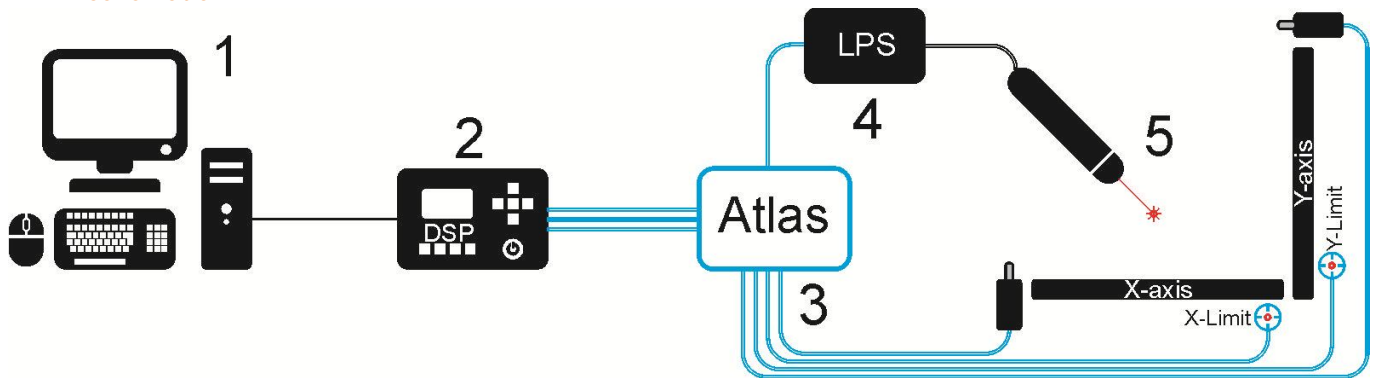 1
2
DSP
Atlas
3
LPS
4
5
X-axis
X-Limit
Y-axis
Y-Limit